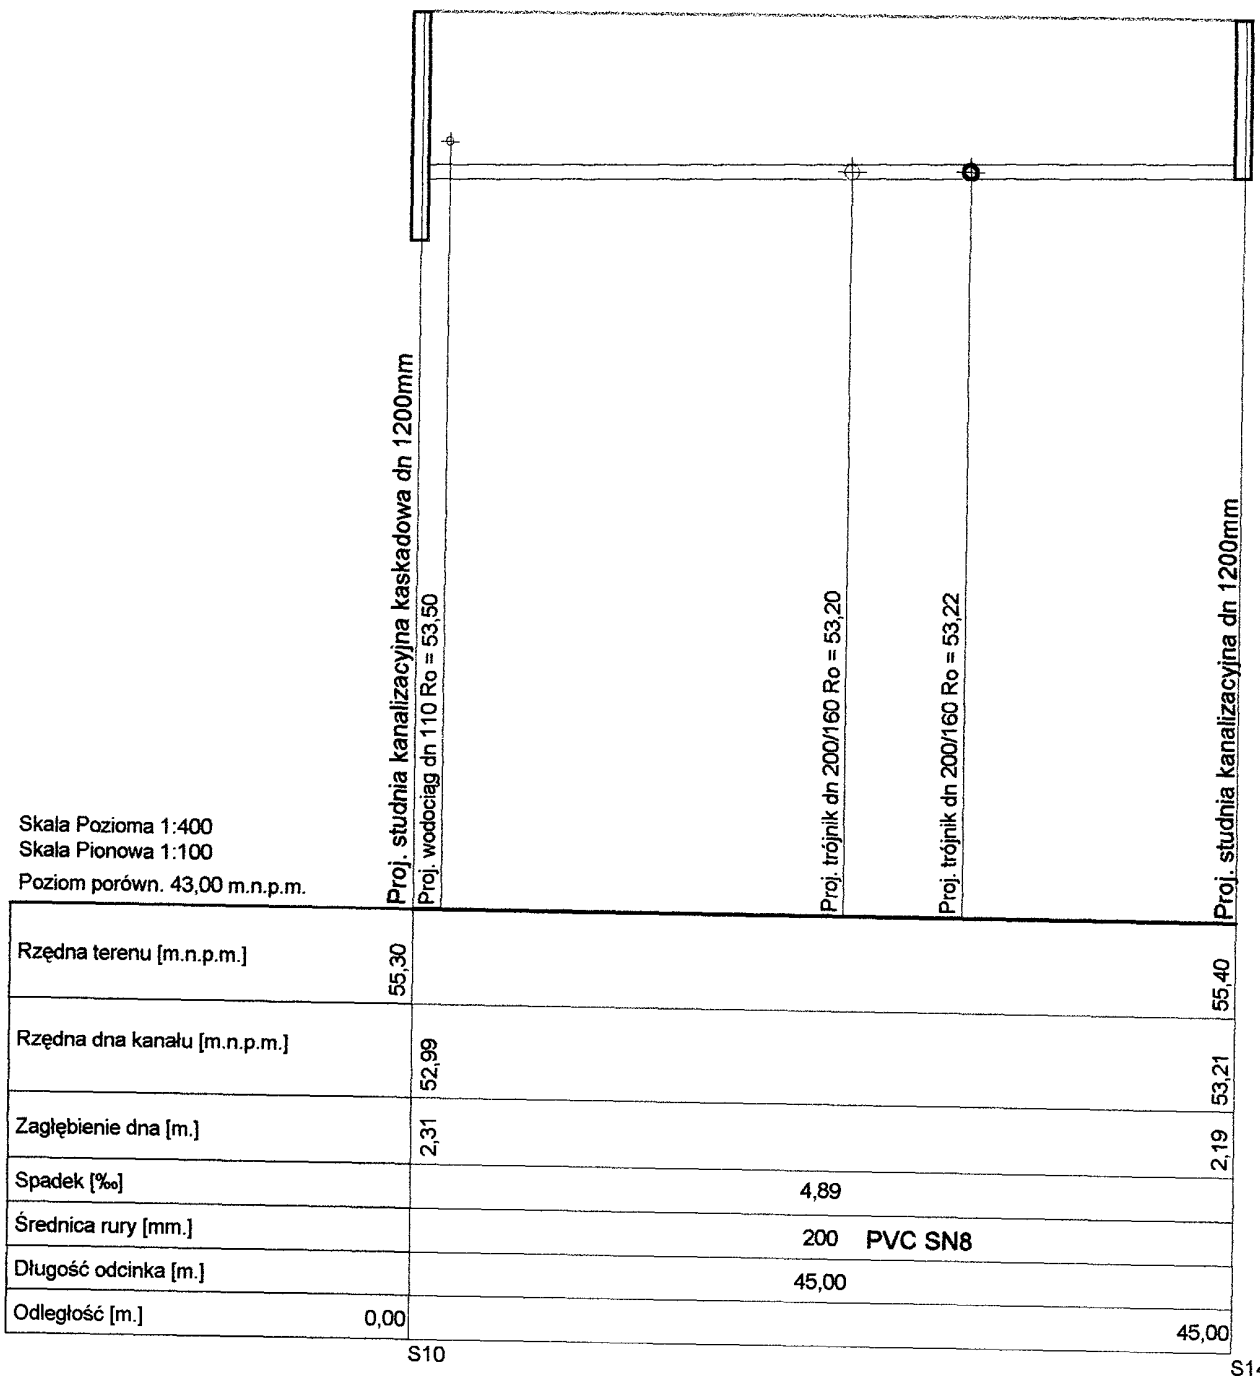 Proj. studnia kanalizacyjna kaskadowa dn 1200mm
Proj. wodociąg dn 110 Ro = 53,50
Proj. trójnik dn 200/160 Ro = 53,20
Proj. trójnik dn 200/160 Ro = 53,22
Proj. studnia kanalizacyjna dn 1200mm
Skala Pozioma 1:400
Skala Pionowa 1:100
Poziom porówn. 43,00 m.n.p.m.
Rzędna terenu [m.n.p.m.] 55,30 55,40
Rzędna dna kanału [m.n.p.m.] 52,99 53,21
Zagłębienie dna [m.] 2,31 2,19
Spadek [‰] 4,89
Średnica rury [mm.] 200 PVC SN8
Długość odcinka [m.] 45,00
Odległość [m.] 0,00 45,00
S10 S14